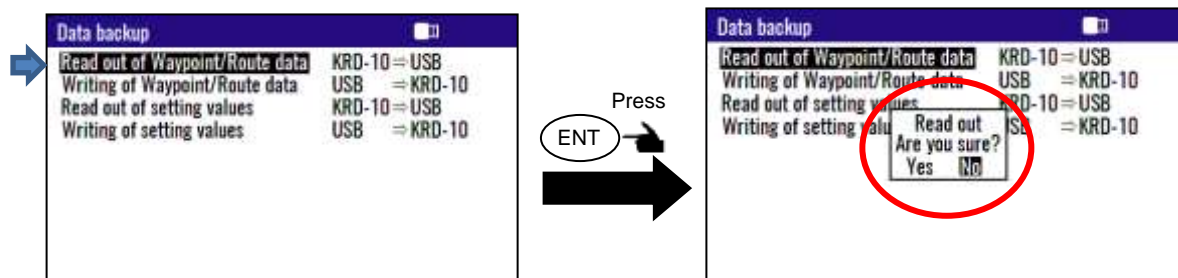 Data backup
Read out of Waypoint/Route data KRD-10⇒USB
Writing of Waypoint/Route data USB ⇒KRD-10
Read out of setting values KRD-10⇒USB
Writing of setting values USB ⇒KRD-10
Press
ENT
Data backup
Read out of Waypoint/Route data KRD-10⇒USB
Writing of Waypoint/Route data USB ⇒KRD-10
Read out of setting values KRD-10⇒USB
Writing of setting ⇒KRD-10
Read out
Are you sure?
Yes No